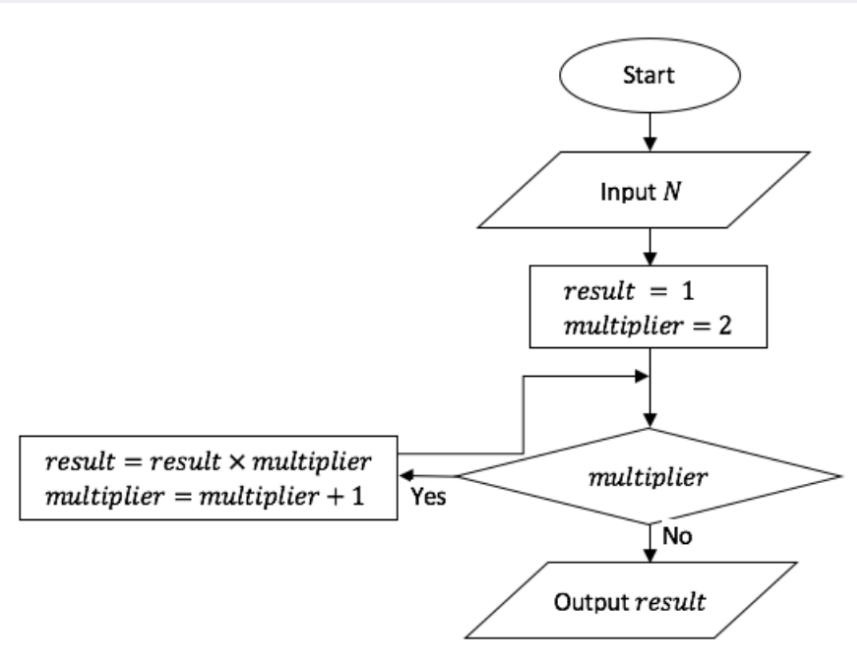 Start
Input N
result = 1
multiplier = 2
result = result × multiplier
multiplier = multiplier + 1
Yes
multiplier
No
Output result